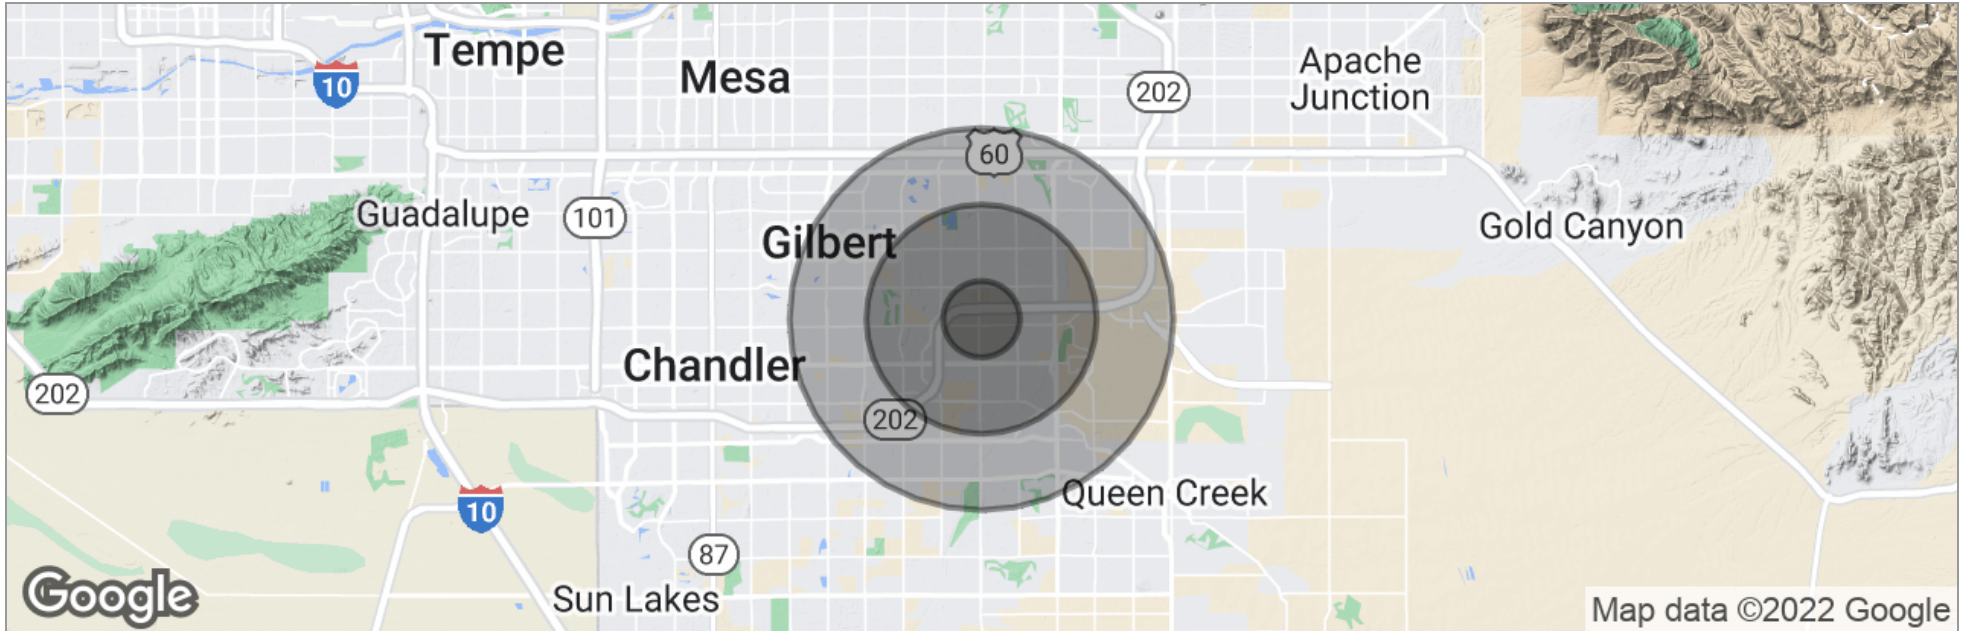 Tempe
10
Mesa
202
Apache
Junction
60
Guadalupe
101
Gilbert
Gold Canyon
Chandler
202
202
Queen Creek
10
87
Sun Lakes
Google
Map data ©2022 Google